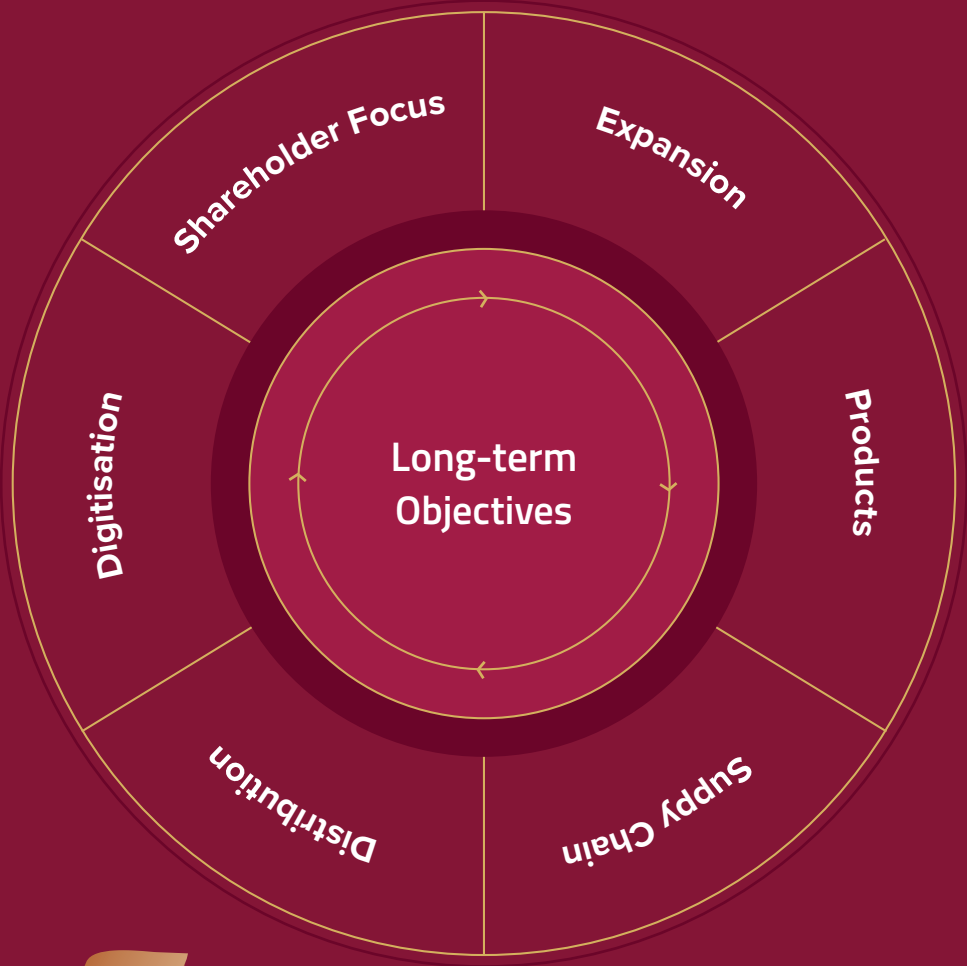 Expansion
Products
Suppy Chain
Distribution
Digitisation
Shareholder Focus
Long-term
Objectives